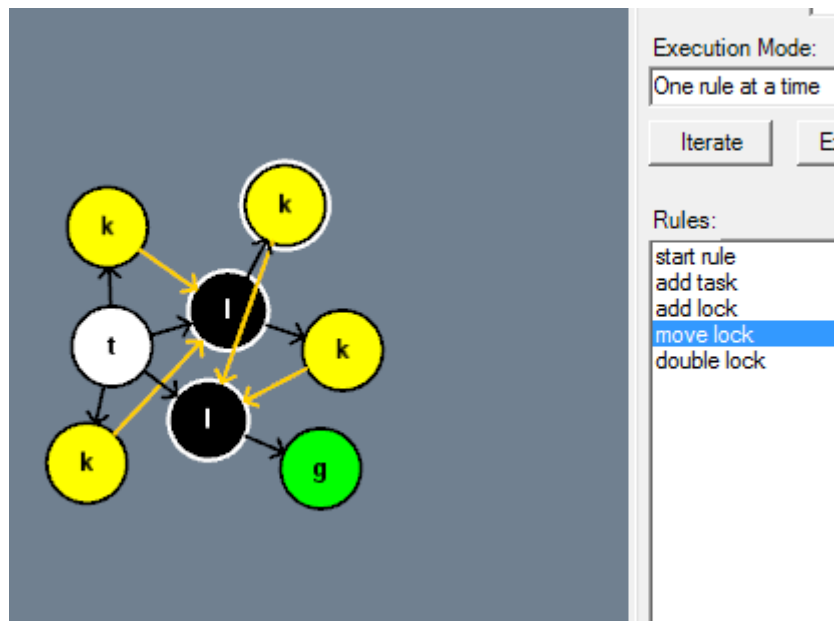 Execution Mode:
One rule at a time
Iterate
k
k
Rules:
l
start rule
add task
add lock
t
k
move lock
double lock
l
k
g